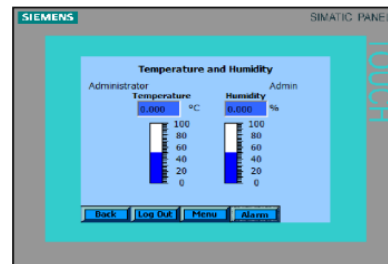 SIEMENS SIMATIC PANEL
TOUCH
Temperature and Humidity
Administrator Admin
Temperature Humidity
0.000 °C 0.000 %
100 100
80 80
60 60
40 40
20 20
0 0
Back Log Out Menu Alarm